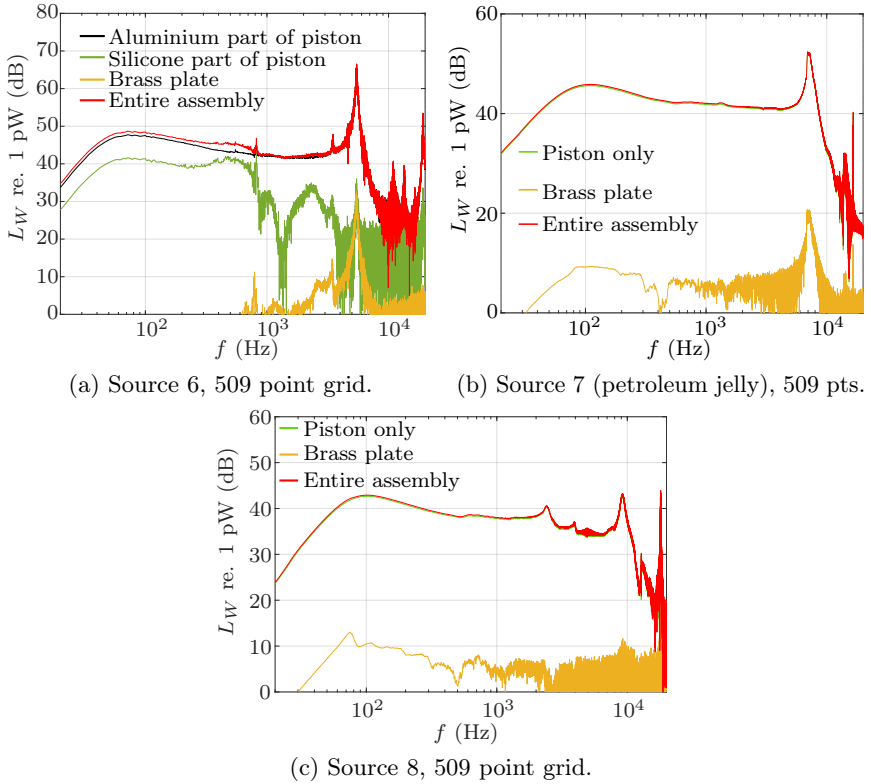 80
70
60
50
40
30
20
10
0
L_W re. 1 pW (dB)
Aluminium part of piston
Silicone part of piston
Brass plate
Entire assembly
10^2
10^3
10^4
f (Hz)
(a) Source 6, 509 point grid.
60
40
20
0
L_W re. 1 pW (dB)
Piston only
Brass plate
Entire assembly
10^2
10^3
10^4
f (Hz)
(b) Source 7 (petroleum jelly), 509 pts.
60
50
40
30
20
10
0
L_W re. 1 pW (dB)
Piston only
Brass plate
Entire assembly
10^2
10^3
10^4
f (Hz)
(c) Source 8, 509 point grid.